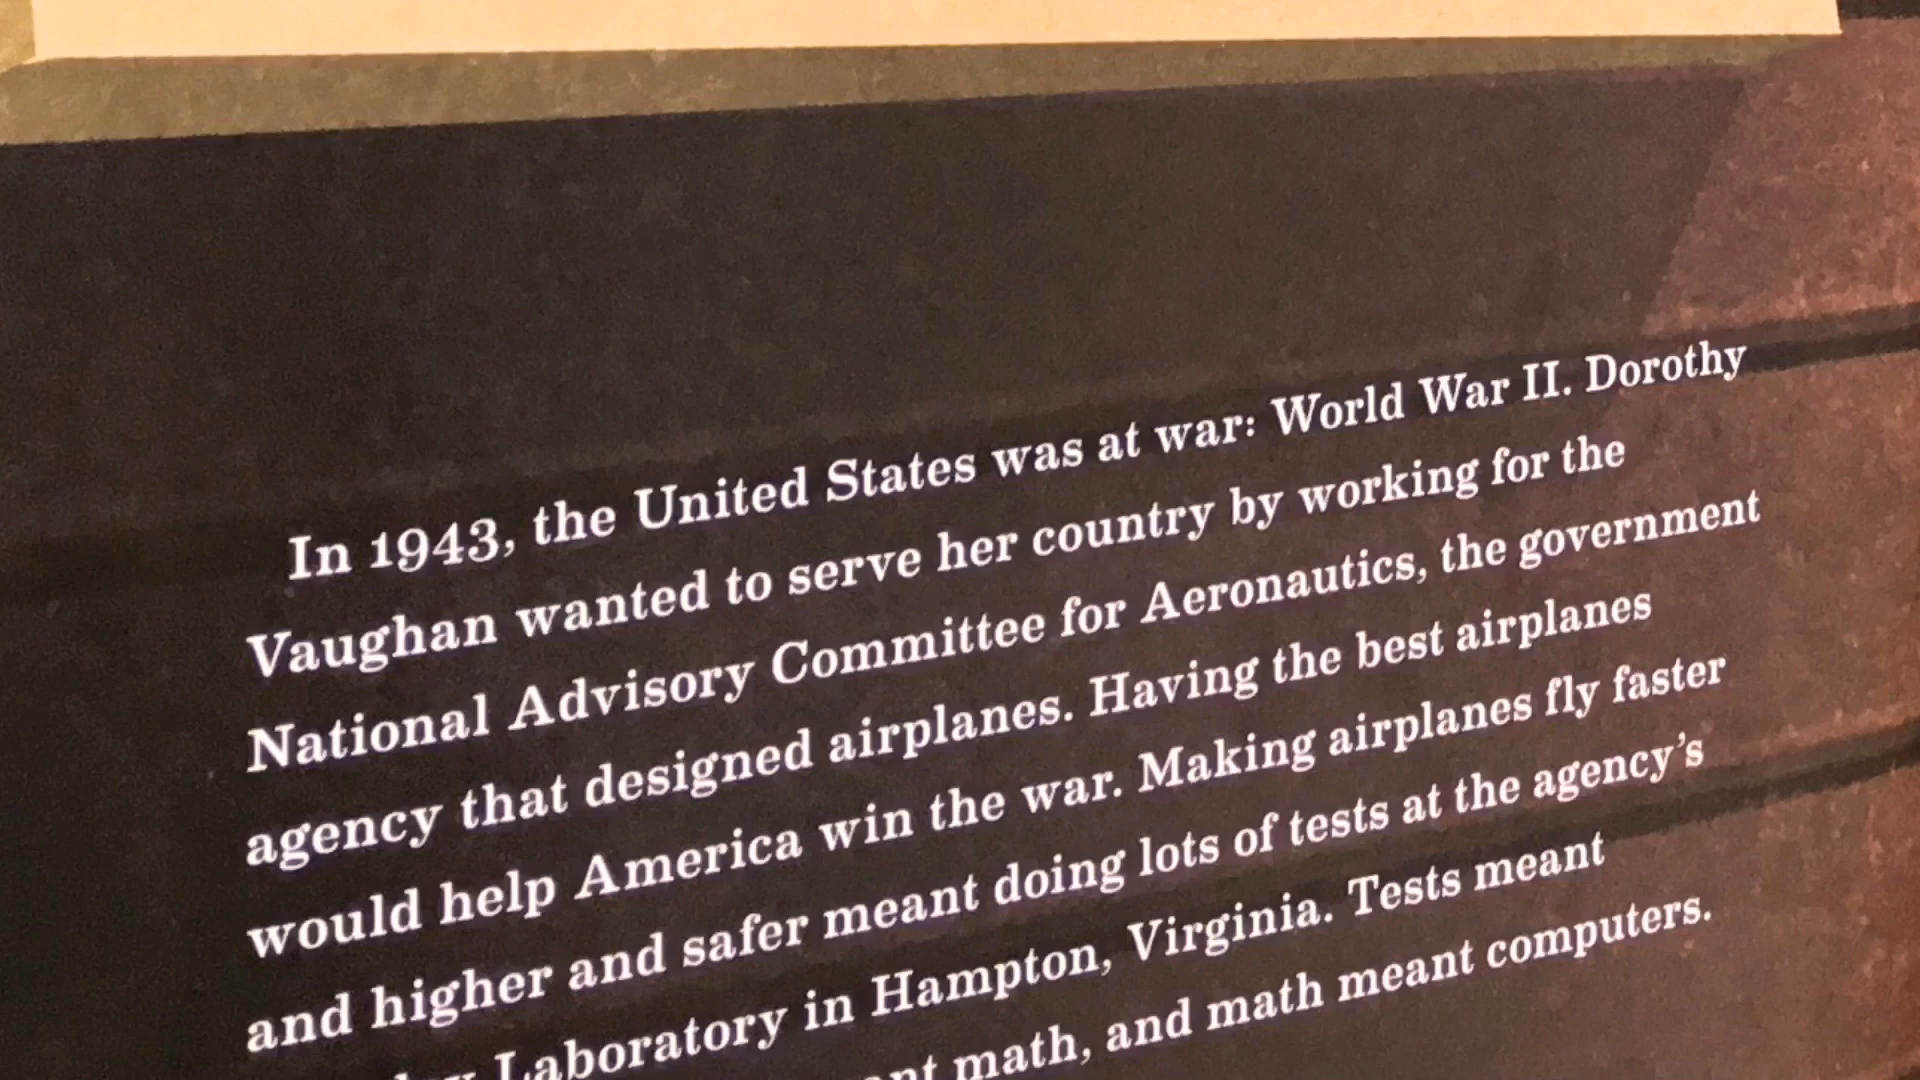 In 1943, the United States was at war: World War II. Dorothy
Vaughan wanted to serve her country by working for the
National Advisory Committee for Aeronautics, the government
agency that designed airplanes. Having the best airplanes
would help America win the war. Making airplanes fly faster
and higher and safer meant doing lots of tests at the agency's
Laboratory in Hampton, Virginia. Tests meant
math, and math meant computers.